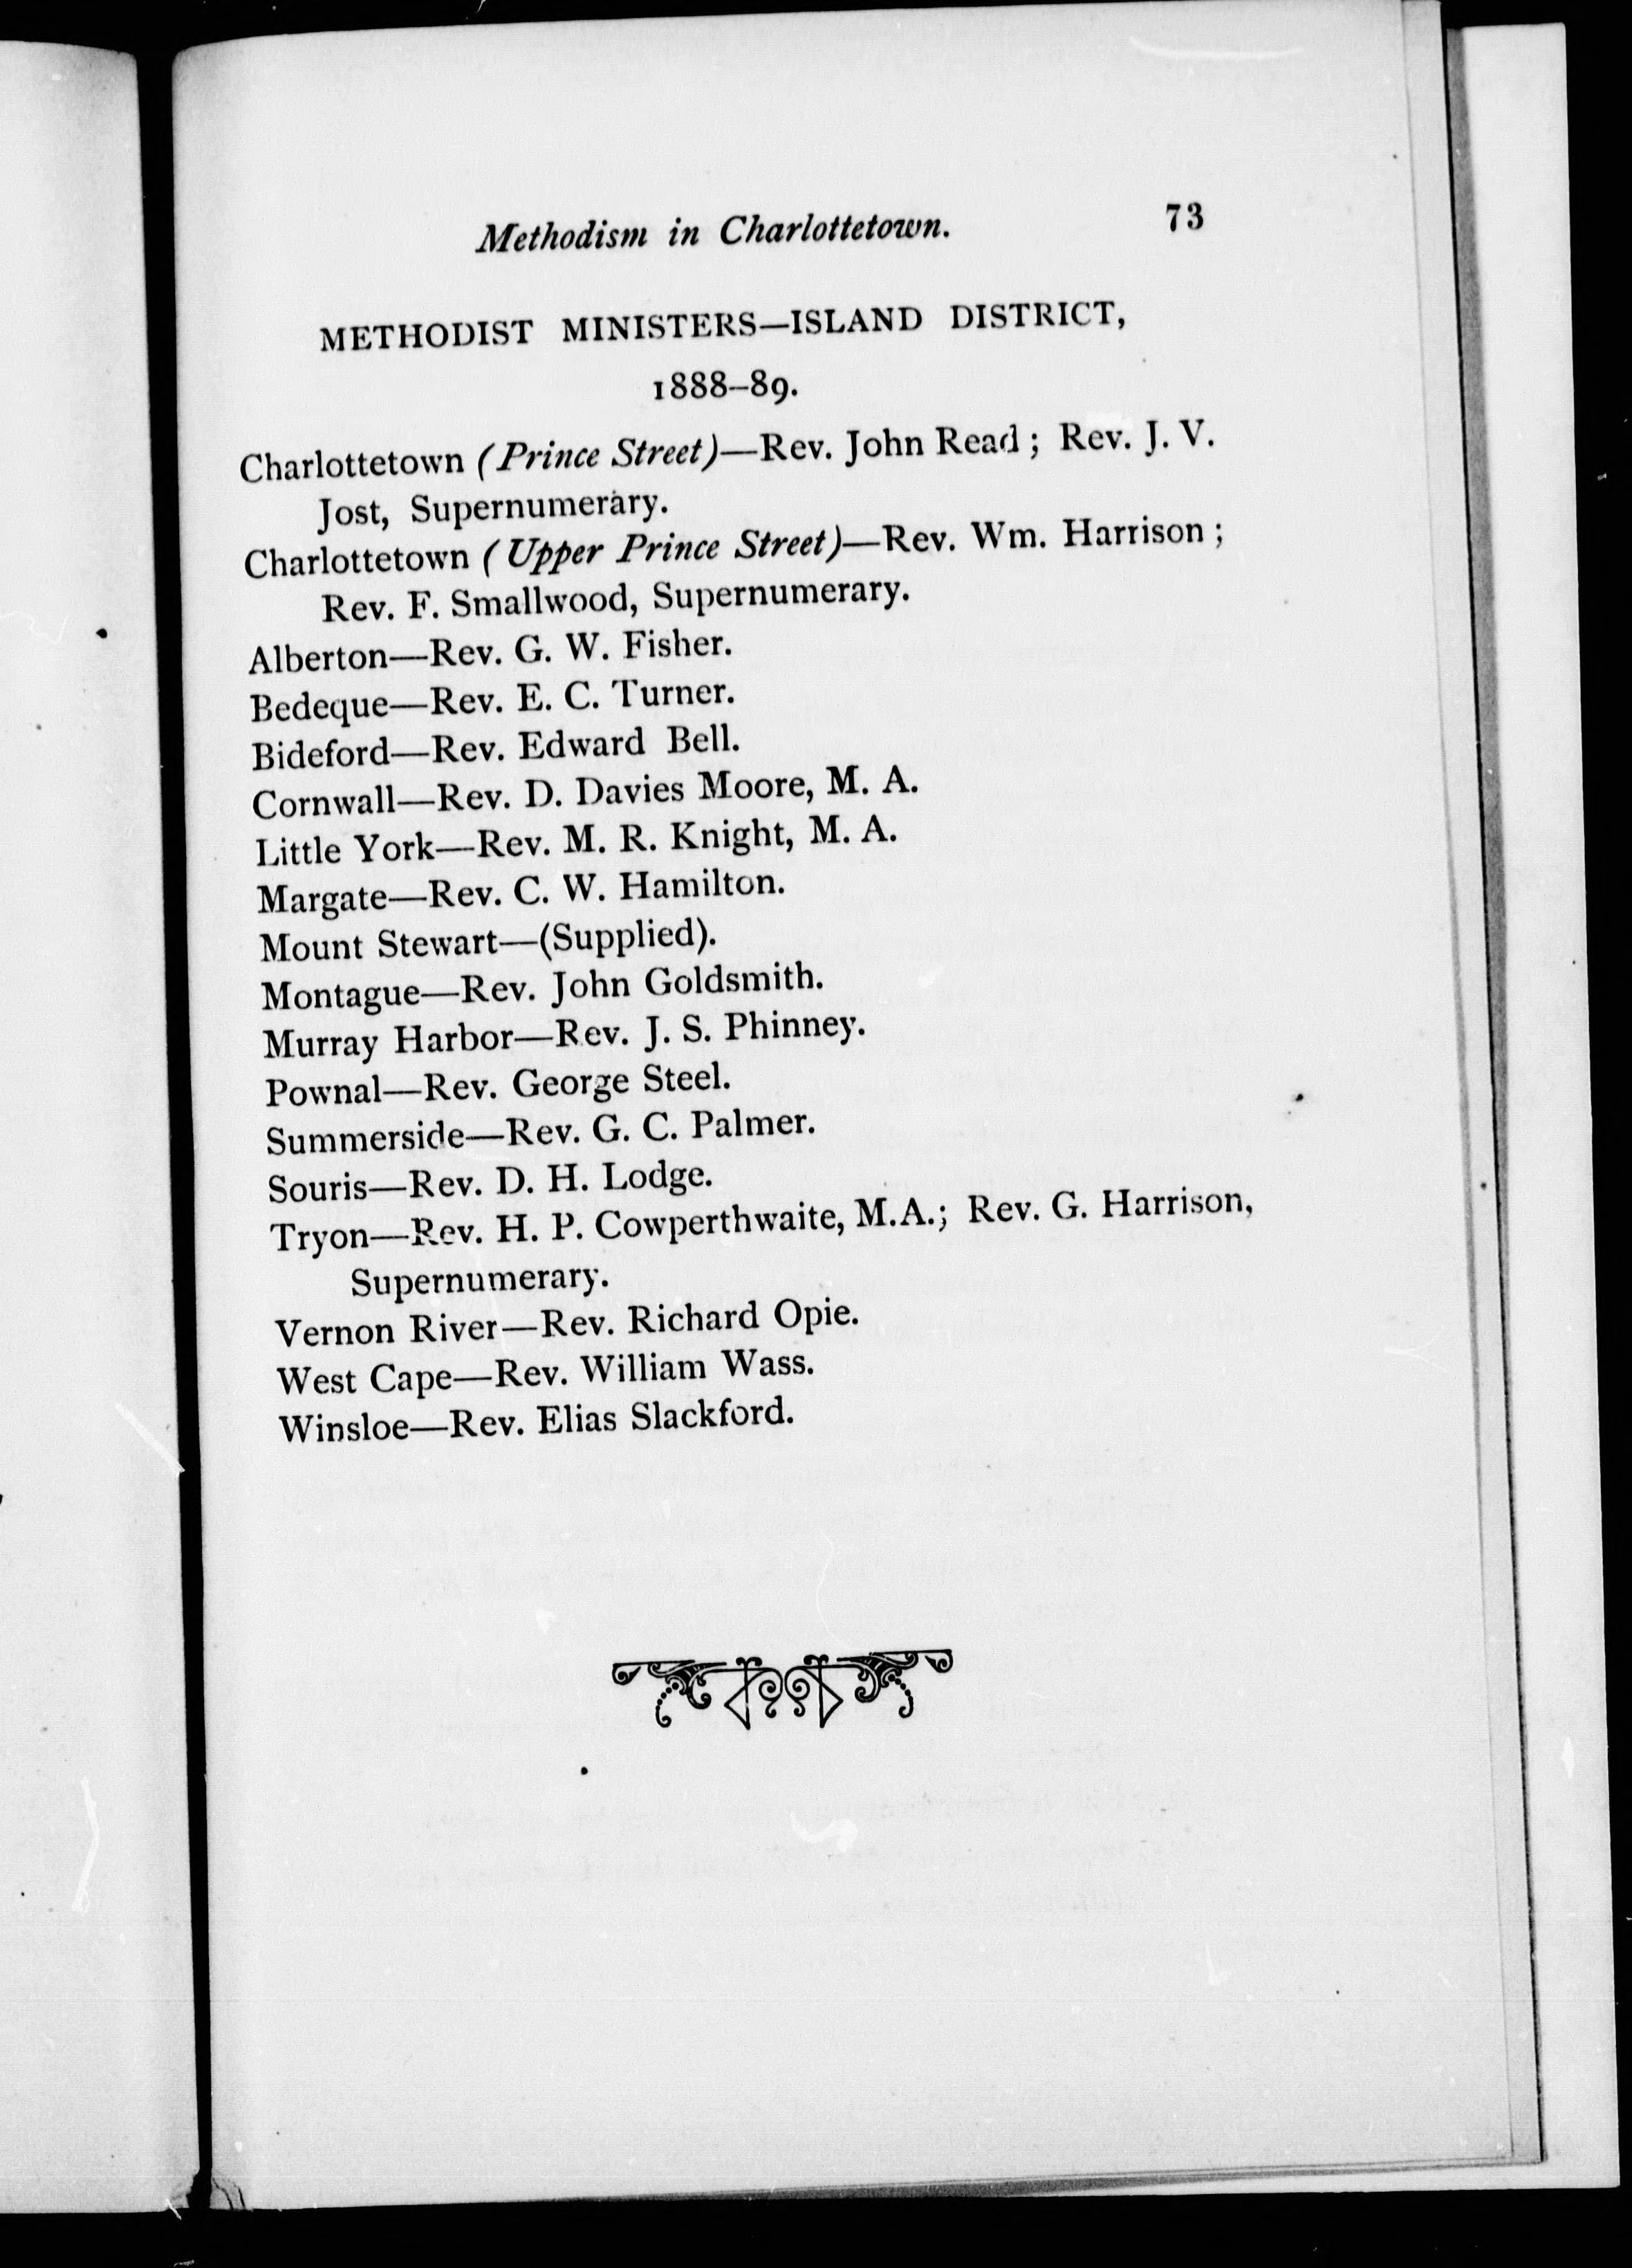 Methodism in Charlottetown. 73
METHODIST MINISTERS—ISLAND DISTRICT,
1888–89.
Charlottetown (Prince Street)—Rev. John Read ; Rev. J. V.
Jost, Supernumerary.
Charlottetown (Upper Prince Street)—Rev. Wm. Harrison ;
Rev. F. Smallwood, Supernumerary.
Alberton—Rev. G. W. Fisher.
Bedeque—Rev. E. C. Turner.
Bideford—Rev. Edward Bell.
Cornwall—Rev. D. Davies Moore, M. A.
Little York—Rev. M. R. Knight, M. A.
Margate—Rev. C. W. Hamilton.
Mount Stewart—(Supplied).
Montague—Rev. John Goldsmith.
Murray Harbor—Rev. J. S. Phinney.
Pownal—Rev. George Steel.
Summerside—Rev. G. C. Palmer.
Souris—Rev. D. H. Lodge.
Tryon—Rev. H. P. Cowperthwaite, M.A.; Rev. G. Harrison,
Supernumerary.
Vernon River—Rev. Richard Opie.
West Cape—Rev. William Wass.
Winsloe—Rev. Elias Slackford.